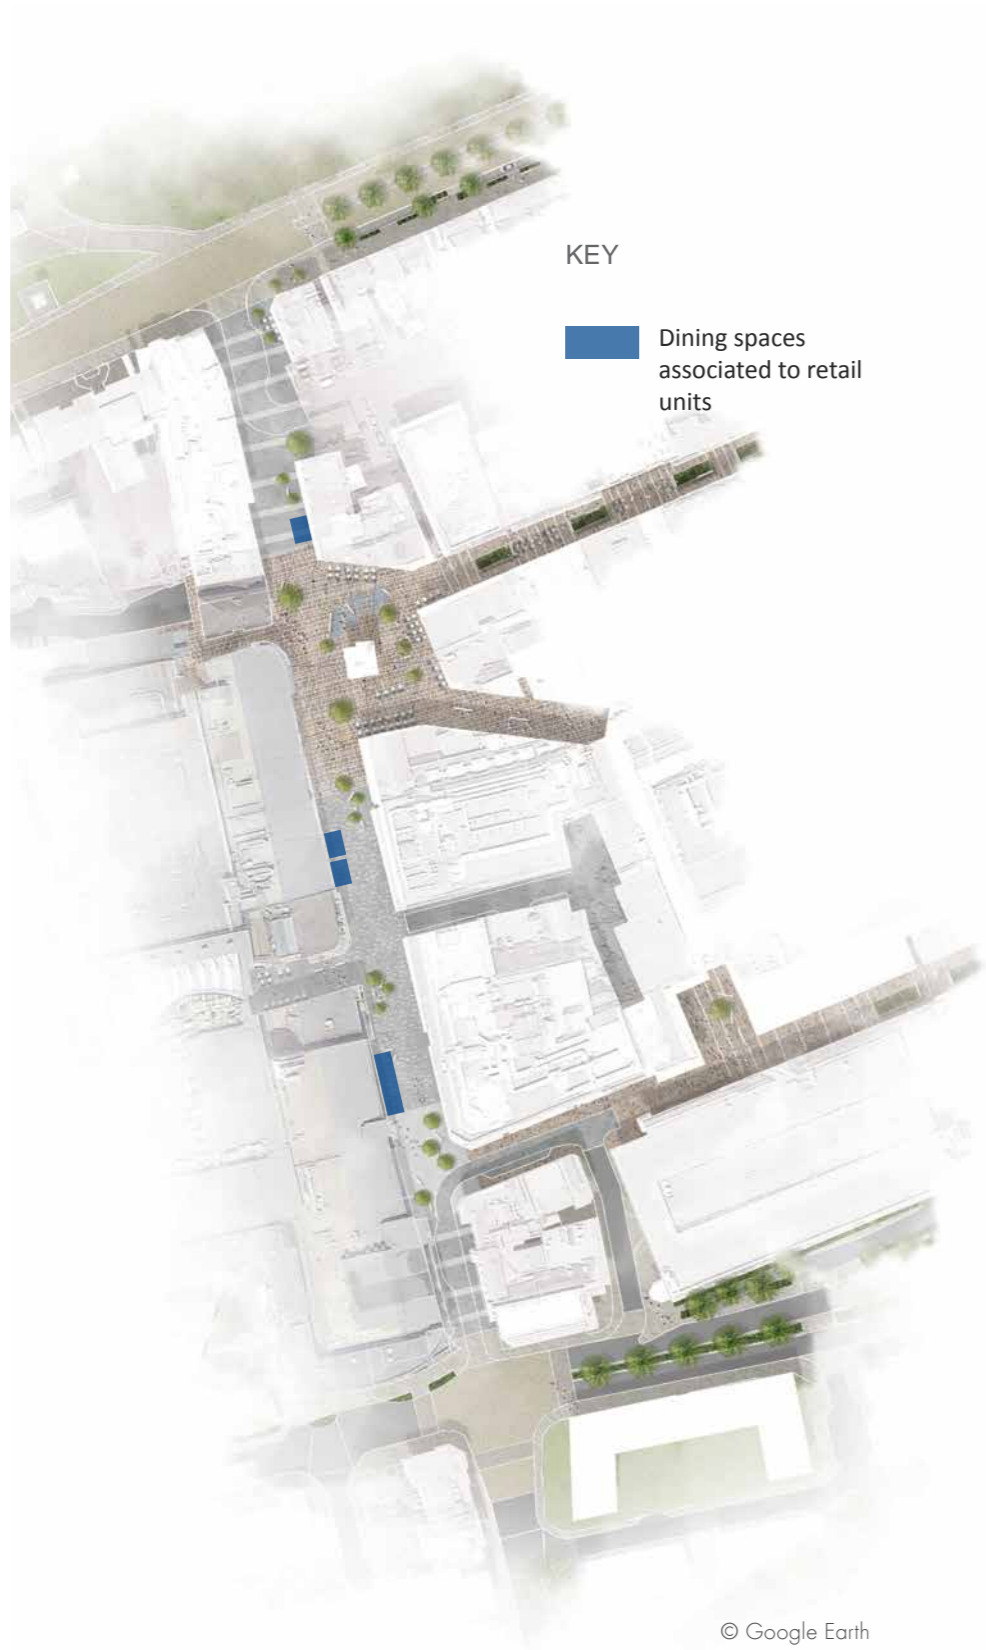 KEY
Dining spaces
associated to retail
units
© Google Earth